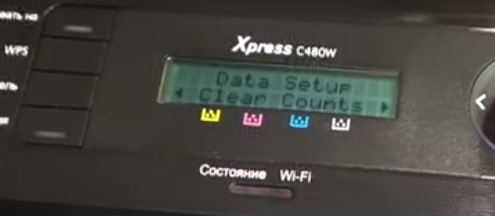 Xpress C480W
WPS
Data Setup
Clear Counts
Состояние Wi-Fi